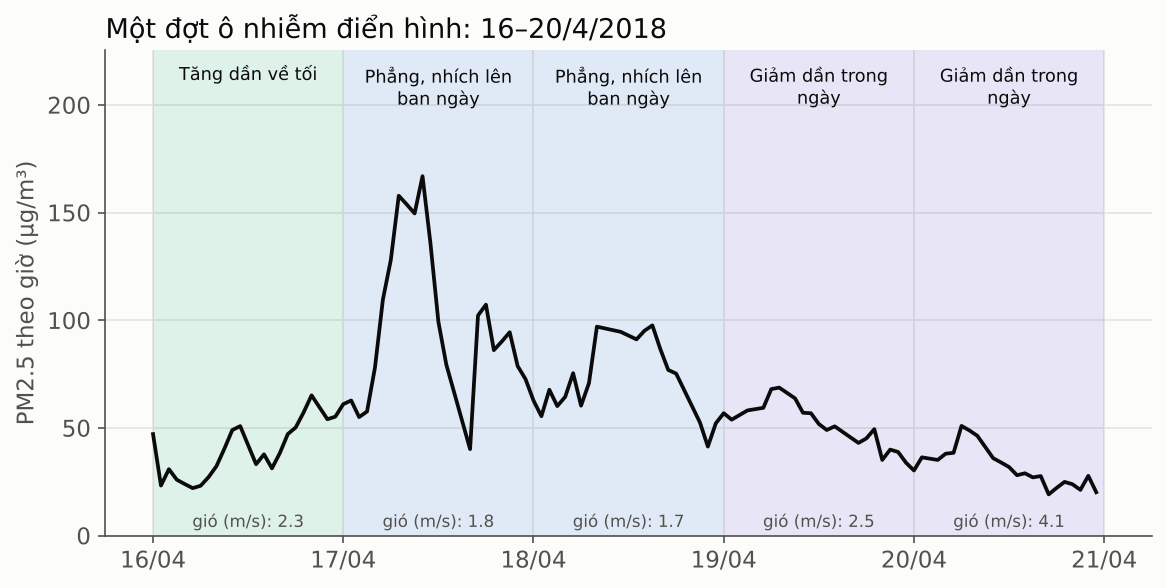 Một đợt ô nhiễm điển hình: 16–20/4/2018
Tăng dần về tối
Phẳng, nhích lên
ban ngày
Phẳng, nhích lên
ban ngày
Giảm dần trong
ngày
Giảm dần trong
ngày
PM2.5 theo giờ (µg/m³)
200
150
100
50
0
gió (m/s): 2.3
gió (m/s): 1.8
gió (m/s): 1.7
gió (m/s): 2.5
gió (m/s): 4.1
16/04
17/04
18/04
19/04
20/04
21/04